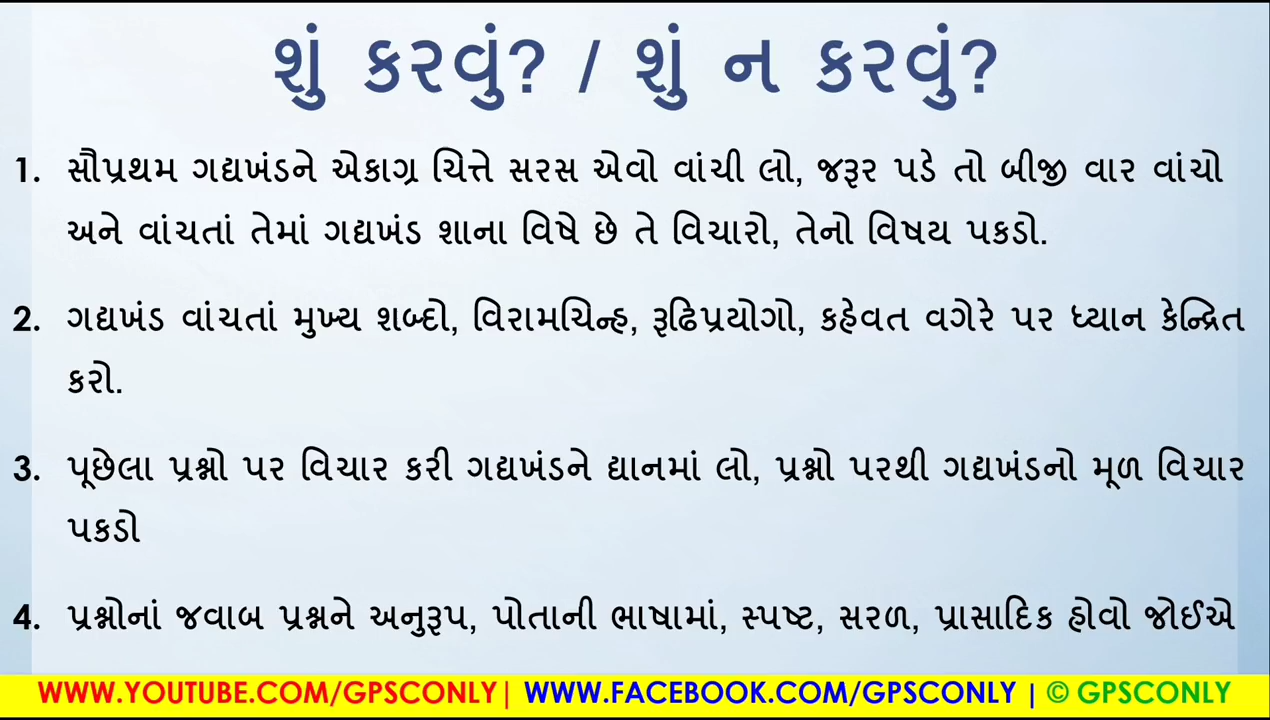 શું કરવું? / શું ન કરવું?
1. સૌપ્રથમ ગદ્યખંડને એકાગ્ર ચિત્તે સરસ એવો વાંચી લો, જરૂર પડે તો બીજી વાર વાંચો
અને વાંચતાં તેમાં ગદ્યખંડ શાના વિષે છે તે વિચારો, તેનો વિષય પકડો.
2. ગદ્યખંડ વાંચતાં મુખ્ય શબ્દો, વિરામચિન્હ, રૂઢિપ્રયોગો, કહેવત વગેરે પર ધ્યાન કેન્દ્રિત
કરો.
3. પૂછેલા પ્રશ્નો પર વિચાર કરી ગદ્યખંડને દ્યાનમાં લો, પ્રશ્નો પરથી ગદ્યખંડનો મૂળ વિચાર
પકડો
4. પ્રશ્નોનાં જવાબ પ્રશ્નને અનુરૂપ, પોતાની ભાષામાં, સ્પષ્ટ, સરળ, પ્રાસાદિક હોવો જોઈએ
WWW.YOUTUBE.COM/GPSCONLY | WWW.FACEBOOK.COM/GPSCONLY | © GPSCONLY